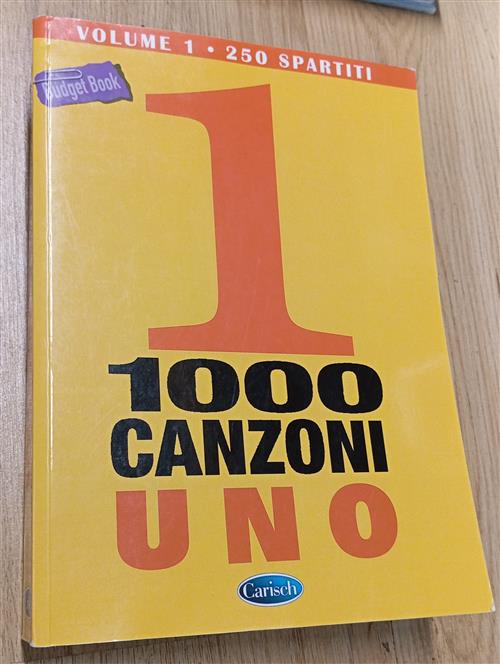 VOLUME 1 • 250 SPARTITI
Budget Book
1
1000
CANZONI
UNO
Carisch